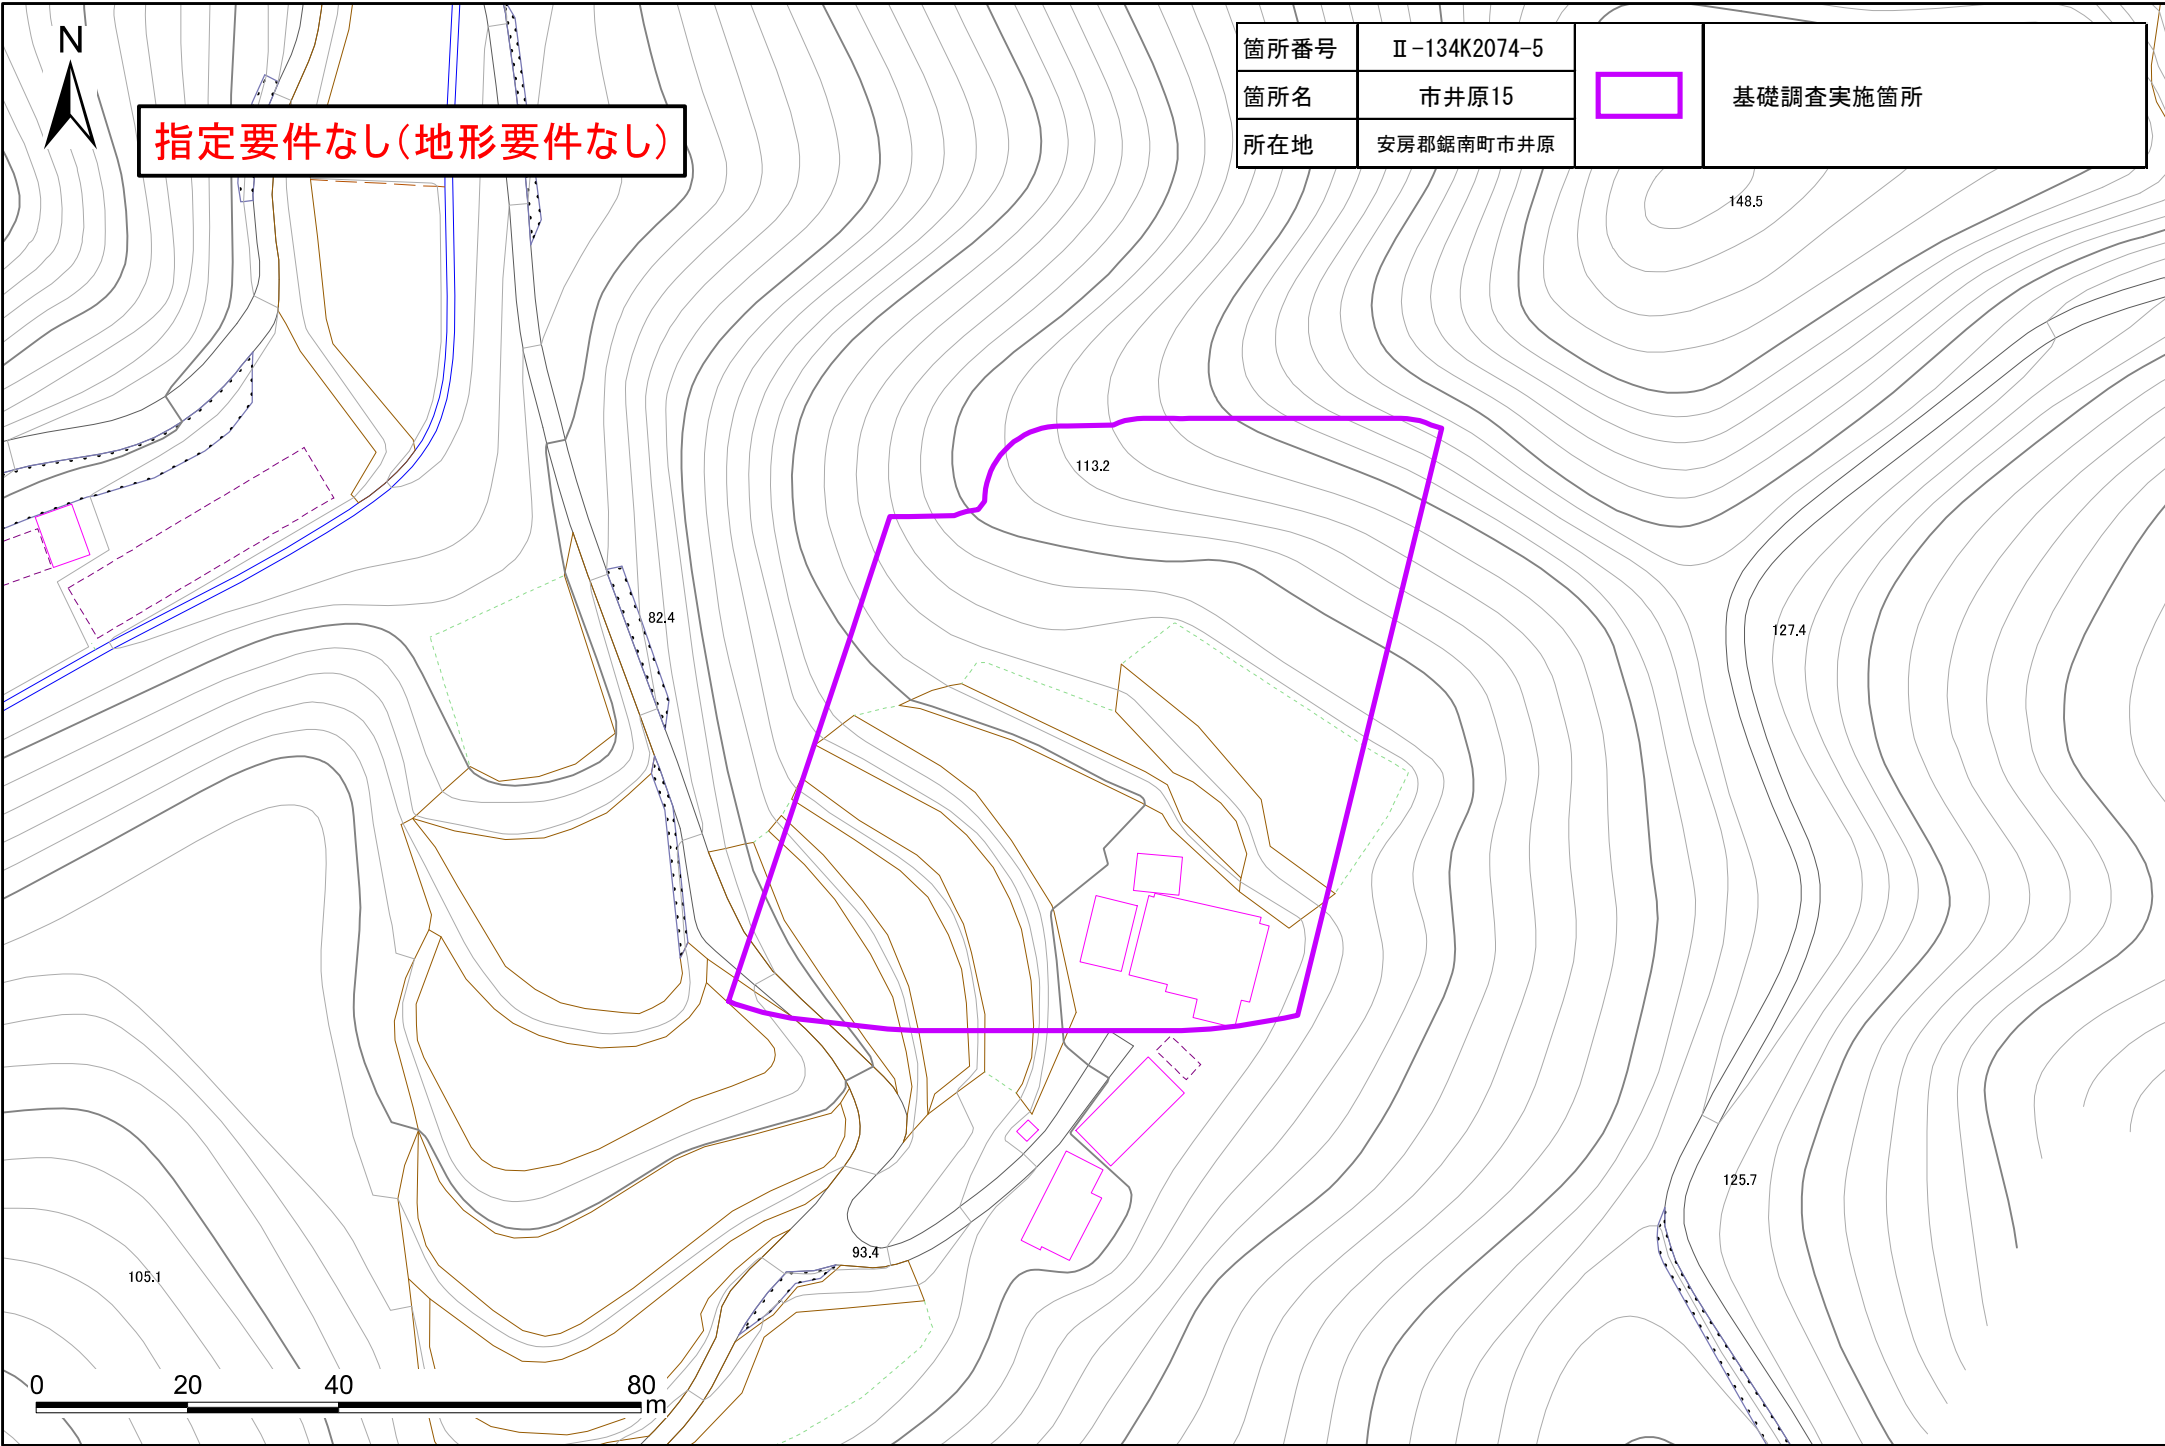 N
指定要件なし(地形要件なし)
箇所番号 Ⅱ-134K2074-5
箇所名 市井原15
所在地 安房郡鋸南町市井原
基礎調査実施箇所
148.5
113.2
82.4
127.4
125.7
93.4
105.1
0 20 40 80
m